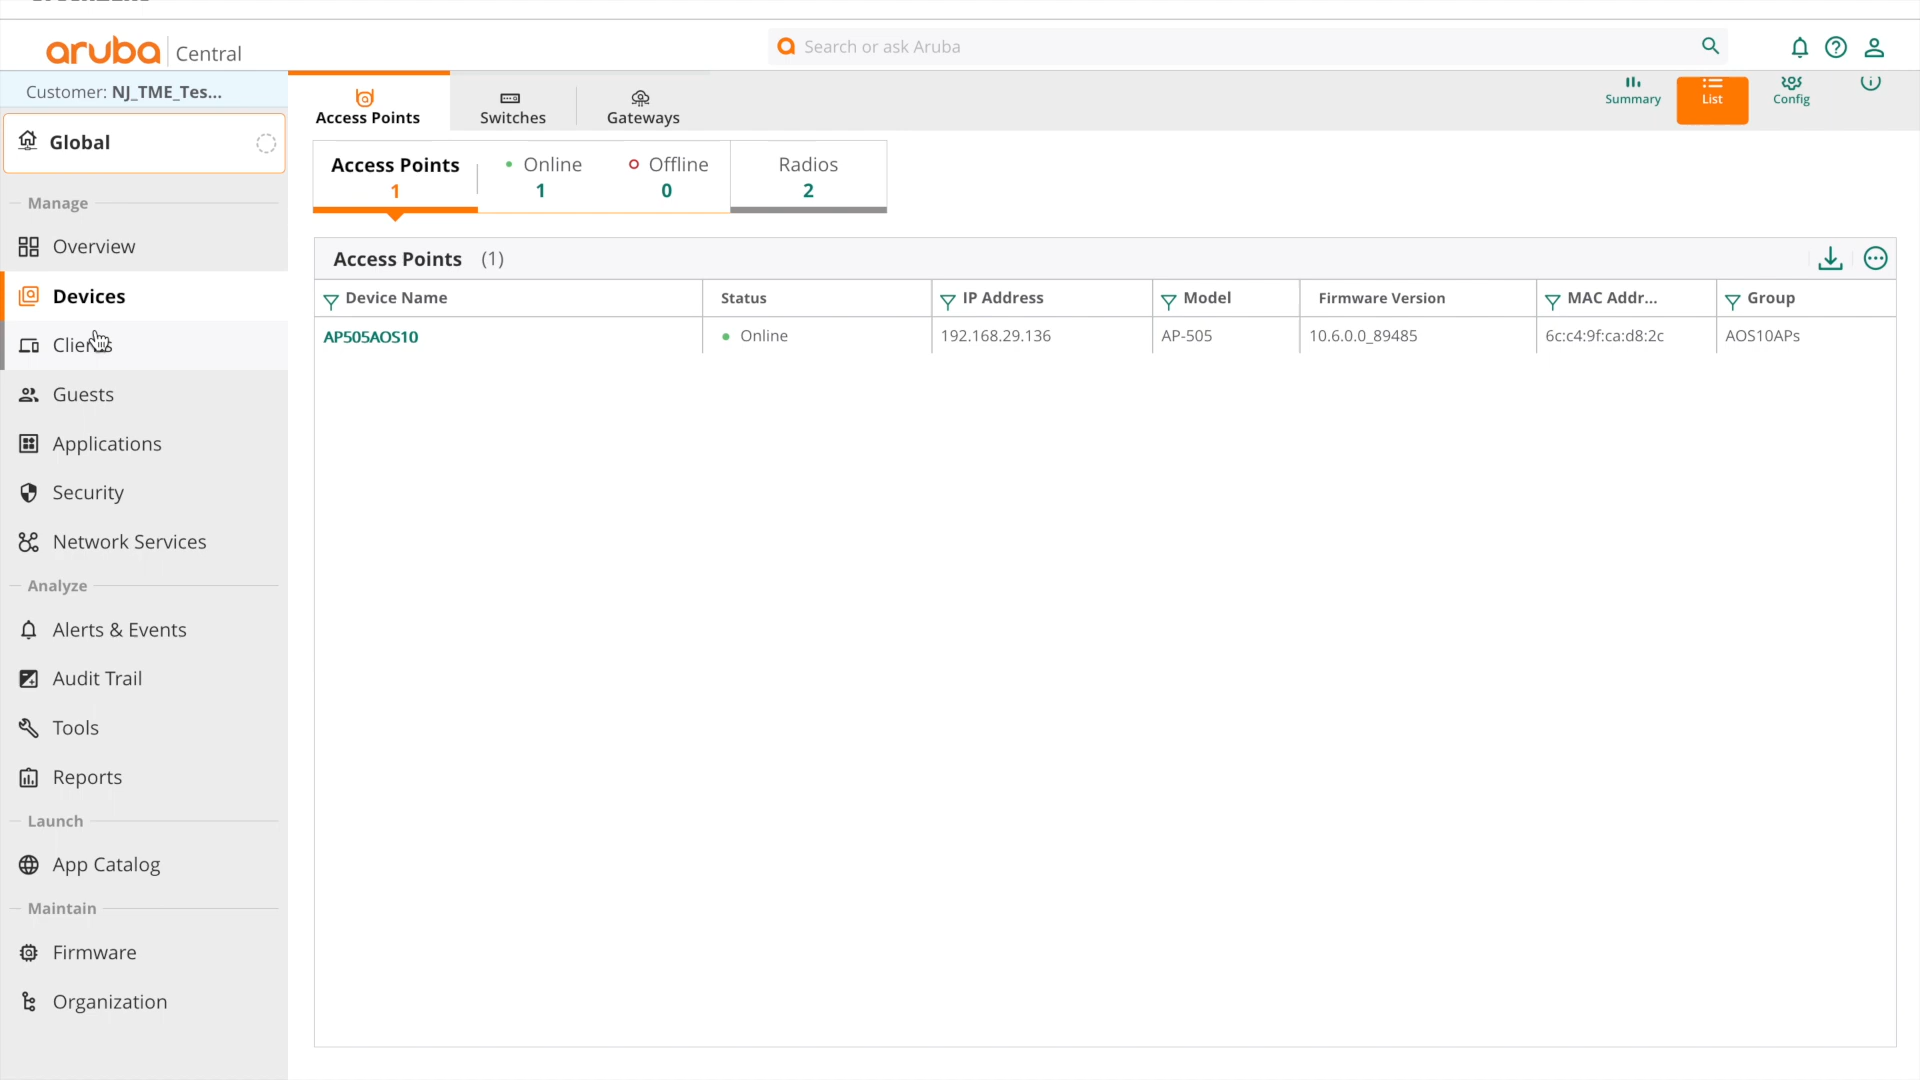 aruba Central
Search or ask Aruba
Customer: NJ_TME_Tes...
Access Points
Switches
Gateways
Summary
List
Config
Global
Access Points
1
Online
1
Offline
0
Radios
2
Manage
Overview
Devices
Clients
Guests
Applications
Security
Network Services
Analyze
Alerts & Events
Audit Trail
Tools
Reports
Launch
App Catalog
Maintain
Firmware
Organization
Access Points (1)
Device Name Status IP Address Model Firmware Version MAC Addr... Group
AP505AOS10 Online 192.168.29.136 AP-505 10.6.0.0_89485 6c:c4:9f:ca:d8:2c AOS10APs